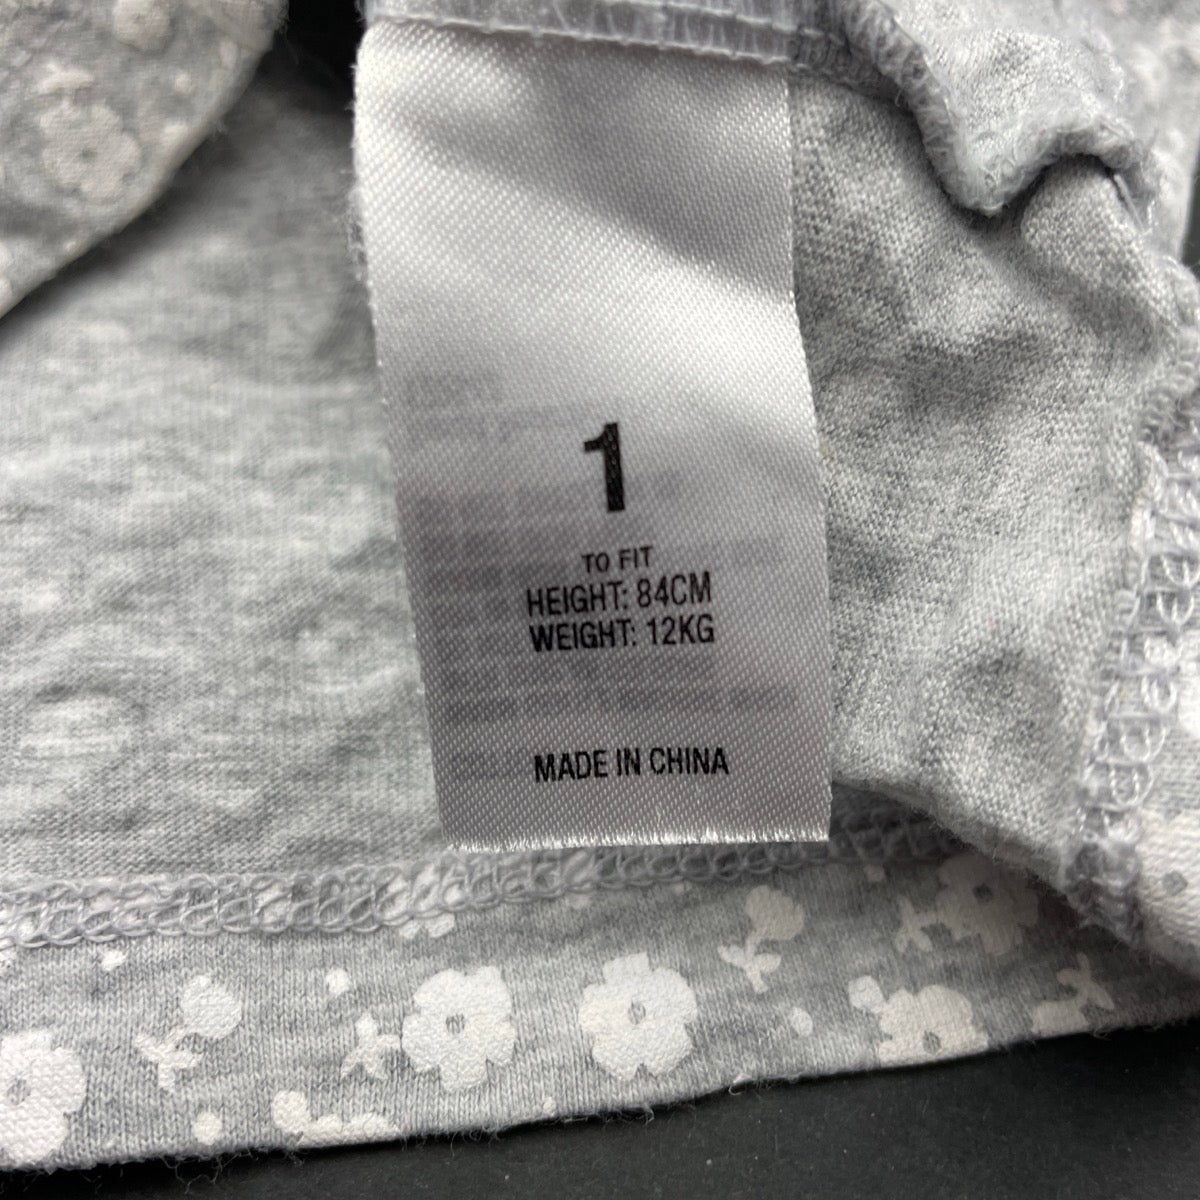 1
TO FIT
HEIGHT: 84CM
WEIGHT: 12KG
MADE IN CHINA